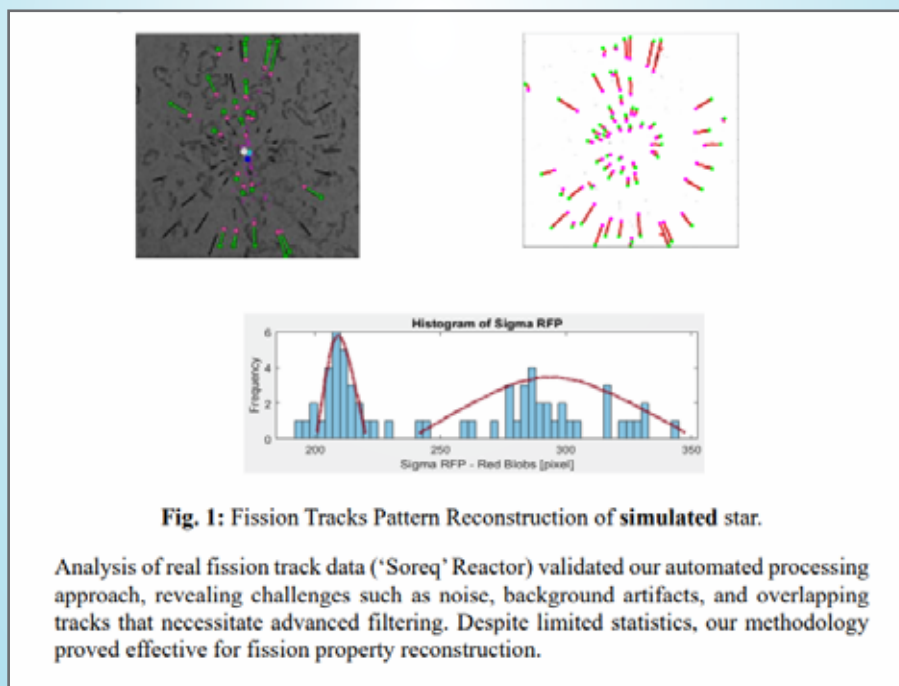 Histogram of Sigma RFP
6
4
2
0
Frequency
200
250
300
350
Sigma RFP - Red Blobs [pixel]
Fig. 1: Fission Tracks Pattern Reconstruction of simulated star.
Analysis of real fission track data (‘Soreq’ Reactor) validated our automated processing
approach, revealing challenges such as noise, background artifacts, and overlapping
tracks that necessitate advanced filtering. Despite limited statistics, our methodology
proved effective for fission property reconstruction.